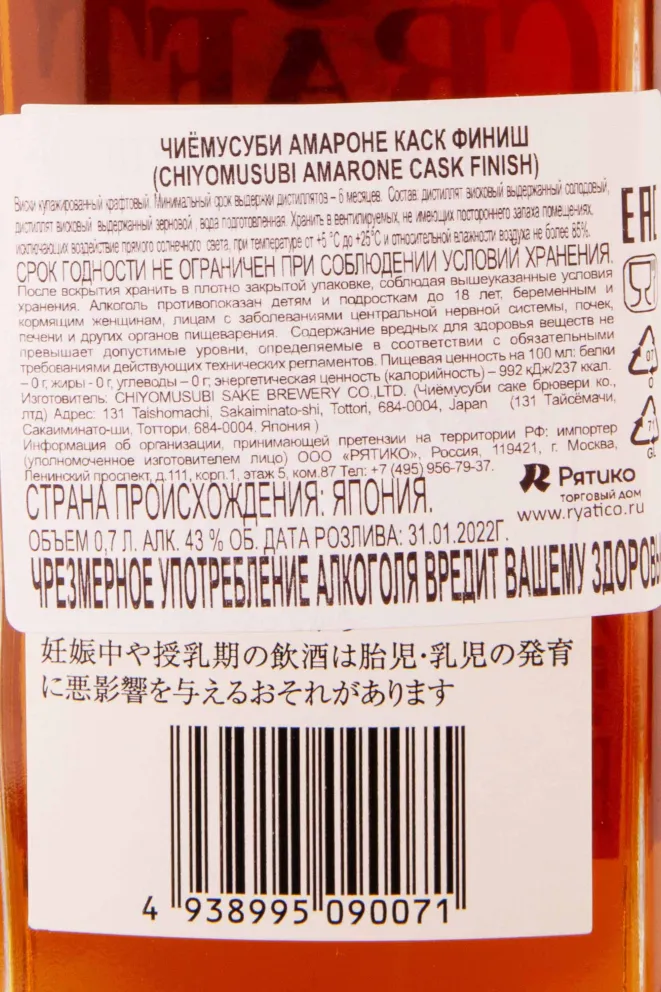 CRAFT
ЧИЁМУСУБИ АМАРОНЕ КАСК ФИНИШ
(CHIYOMUSUBI AMARONE CASK FINISH)
Виски купажированный крафтовый. Минимальный срок выдержки дистиллятов – 6 месяцев. Состав: дистиллят висковый выдержанный солодовый,
дистиллят висковый выдержанный зерновой, вода подготовленная. Хранить в вентилируемых, не имеющих постороннего запаха помещениях,
исключающих воздействие прямого солнечного света, при температуре от +5 °С до +25°С и относительной влажности воздуха не более 85%.
СРОК ГОДНОСТИ НЕ ОГРАНИЧЕН ПРИ СОБЛЮДЕНИИ УСЛОВИЙ ХРАНЕНИЯ.
После вскрытия хранить в плотно закрытой упаковке, соблюдая вышеуказанные условия
хранения. Алкоголь противопоказан детям и подросткам до 18 лет, беременным и
кормящим женщинам, лицам с заболеваниями центральной нервной системы, почек,
печени и других органов пищеварения. Содержание вредных для здоровья веществ не
превышает допустимые уровни, определяемые в соответствии с обязательными
требованиями действующих технических регламентов. Пищевая ценность на 100 мл: белки
– 0 г, жиры - 0 г, углеводы – 0 г; энергетическая ценность (калорийность) – 992 кДж/237 ккал.
Изготовитель: CHIYOMUSUBI SAKE BREWERY CO.,LTD. (Чиёмусуби саке брювери ко.,
лтд) Адрес: 131 Taishomachi, Sakaiminato-shi, Tottori, 684-0004, Japan (131 Тайсёмачи,
Сакаиминато-ши, Тоттори, 684-0004, Япония )
Информация об организации, принимающей претензии на территории РФ: импортер
(уполномоченное изготовителем лицо) ООО «РЯТИКО», Россия, 119421, г. Москва,
Ленинский проспект, д.111, корп.1, этаж 5, ком.87 Тел: +7 (495) 956-79-37.
СТРАНА ПРОИСХОЖДЕНИЯ: ЯПОНИЯ.
ОБЪЕМ 0,7 Л. АЛК. 43 % ОБ. ДАТА РОЗЛИВА: 31.01.2022Г.
ЧРЕЗМЕРНОЕ УПОТРЕБЛЕНИЕ АЛКОГОЛЯ ВРЕДИТ ВАШЕМУ ЗДОРОВ
EAC
07
71
GL
РЯТИКО
ТОРГОВЫЙ ДОМ
www.ryatico.ru
妊娠中や授乳期の飲酒は胎児・乳児の発育
に悪影響を与えるおそれがあります
4 938995 090071